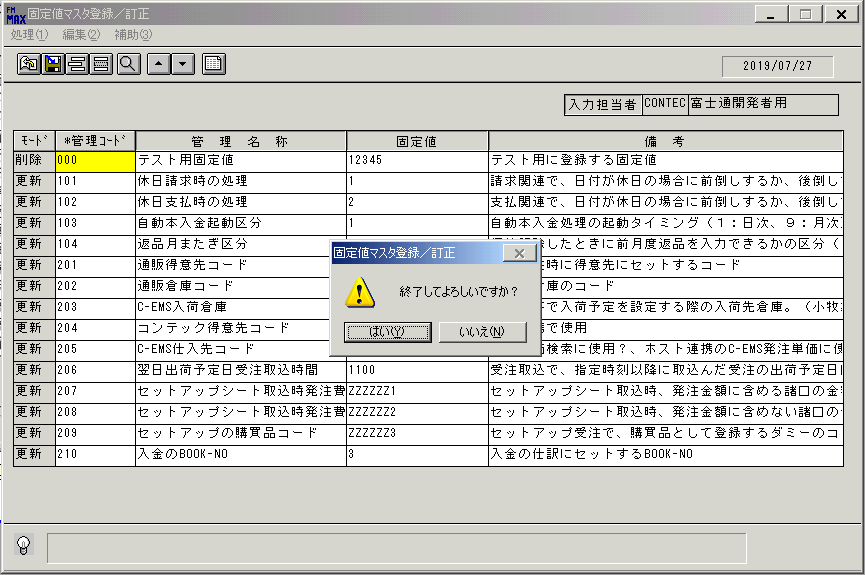 FM MAX 固定値マスタ登録／訂正
処理(1) 編集(2) 補助(3)
2019/07/27
入力担当者 CONTEC 富士通開発者用
モード *管理コード 管 理 名 称 固定値 備 考
削除 000 テスト用固定値 12345 テスト用に登録する固定値
更新 101 休日請求時の処理 1 請求関連で、日付が休日の場合に前倒しするか、後倒し
更新 102 休日支払時の処理 2 支払関連で、日付が休日の場合に前倒しするか、後倒し
更新 103 自動本入金起動区分 1 自動本入金処理の起動タイミング（1：日次、9：月次
更新 104 返品月またぎ区分 したときに前月度返品を入力できるかの区分（
更新 201 通販得意先コード 時に得意先にセットするコード
更新 202 通販倉庫コード 庫のコード
更新 203 C-EMS入荷倉庫 で入荷予定を設定する際の入荷先倉庫。（小牧
更新 204 コンテック得意先コード で使用
更新 205 C-EMS仕入先コード 検索に使用？、ホスト連携のC-EMS発注単価に使
更新 206 翌日出荷予定日受注取込時間 1100 受注取込で、指定時刻以降に取込んだ受注の出荷予定日
更新 207 セットアップシート取込時発注費 ZZZZZZ1 セットアップシート取込時、発注金額に含める諸口の金
更新 208 セットアップシート取込時発注費 ZZZZZZ2 セットアップシート取込時、発注金額に含めない諸口の
更新 209 セットアップの購買品コード ZZZZZZ3 セットアップ受注で、購買品として登録するダミーのコ
更新 210 入金のBOOK-NO 3 入金の仕訳にセットするBOOK-NO
固定値マスタ登録／訂正
終了してよろしいですか？
はい(Y) いいえ(N)